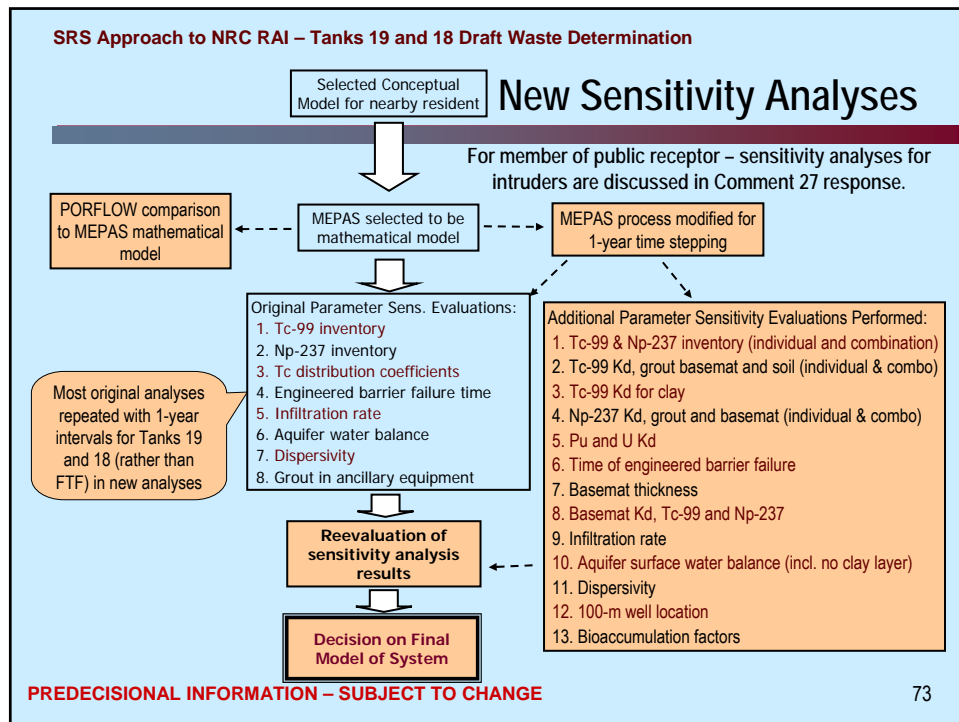 SRS Approach to NRC RAI – Tanks 19 and 18 Draft Waste Determination
Selected Conceptual
Model for nearby resident
New Sensitivity Analyses
For member of public receptor – sensitivity analyses for
intruders are discussed in Comment 27 response.
PORFLOW comparison
to MEPAS mathematical
model
MEPAS selected to be
mathematical model
MEPAS process modified for
1-year time stepping
Original Parameter Sens. Evaluations:
1. Tc-99 inventory
2. Np-237 inventory
3. Tc distribution coefficients
4. Engineered barrier failure time
5. Infiltration rate
6. Aquifer water balance
7. Dispersivity
8. Grout in ancillary equipment
Most original analyses
repeated with 1-year
intervals for Tanks 19
and 18 (rather than
FTF) in new analyses
Additional Parameter Sensitivity Evaluations Performed:
1. Tc-99 & Np-237 inventory (individual and combination)
2. Tc-99 Kd, grout basemat and soil (individual & combo)
3. Tc-99 Kd for clay
4. Np-237 Kd, grout and basemat (individual & combo)
5. Pu and U Kd
6. Time of engineered barrier failure
7. Basemat thickness
8. Basemat Kd, Tc-99 and Np-237
9. Infiltration rate
10. Aquifer surface water balance (incl. no clay layer)
11. Dispersivity
12. 100-m well location
13. Bioaccumulation factors
Reevaluation of
sensitivity analysis
results
Decision on Final
Model of System
PREDECISIONAL INFORMATION – SUBJECT TO CHANGE
73